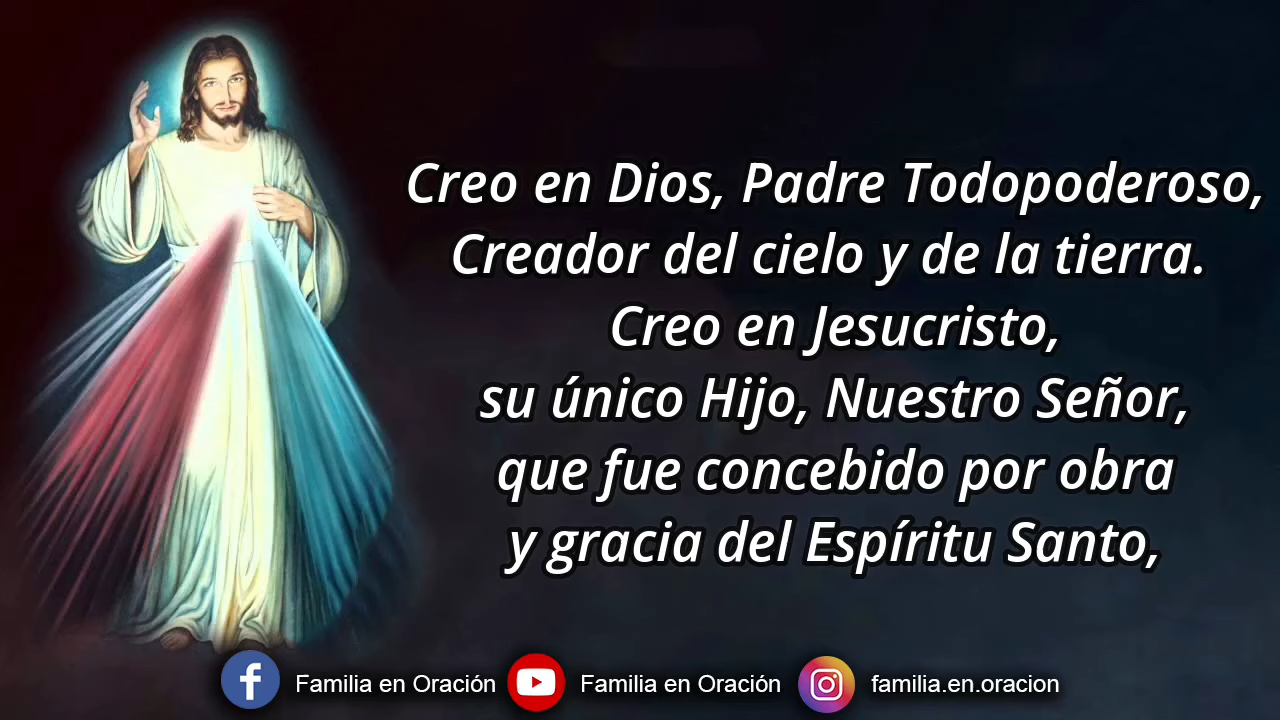 Creo en Dios, Padre Todopoderoso,
Creador del cielo y de la tierra.
Creo en Jesucristo,
su único Hijo, Nuestro Señor,
que fue concebido por obra
y gracia del Espíritu Santo,
Familia en Oración
Familia en Oración
familia.en.oracion